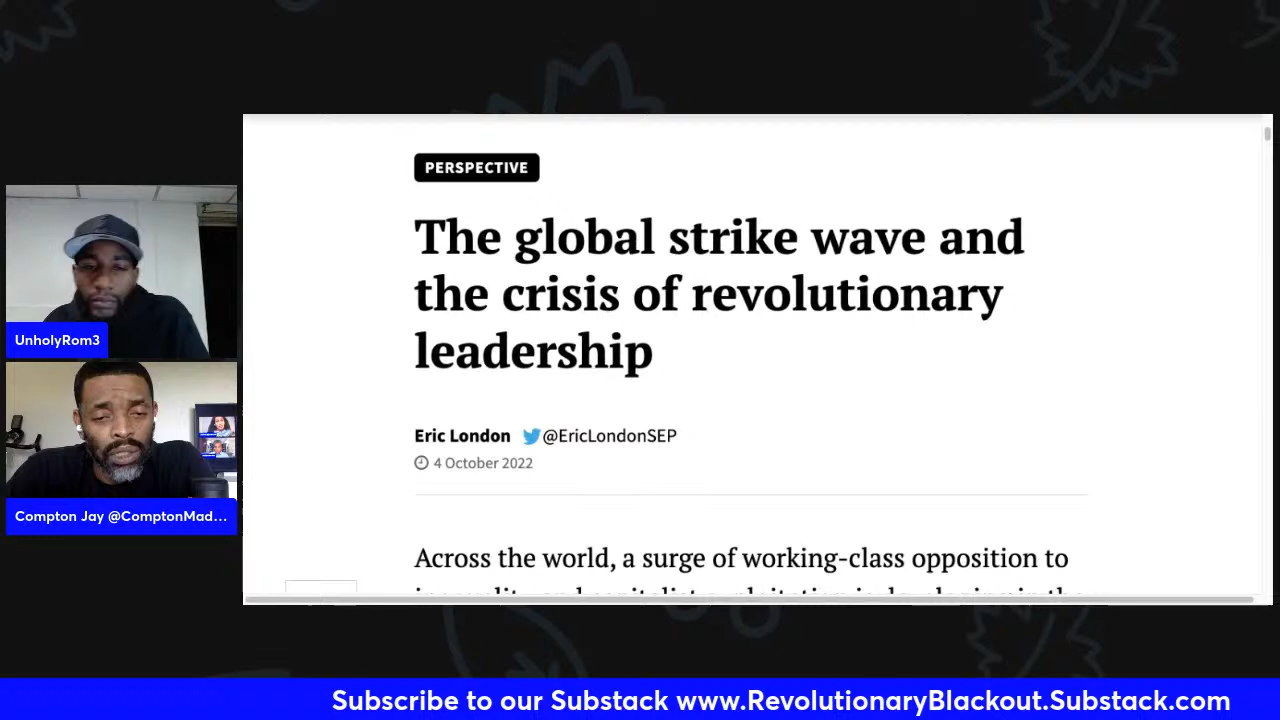 PERSPECTIVE
The global strike wave and
the crisis of revolutionary
leadership
Eric London @EricLondonSEP
4 October 2022
Across the world, a surge of working-class opposition to
UnholyRom3
Compton Jay @ComptonMad...
Subscribe to our Substack www.RevolutionaryBlackout.Substack.com